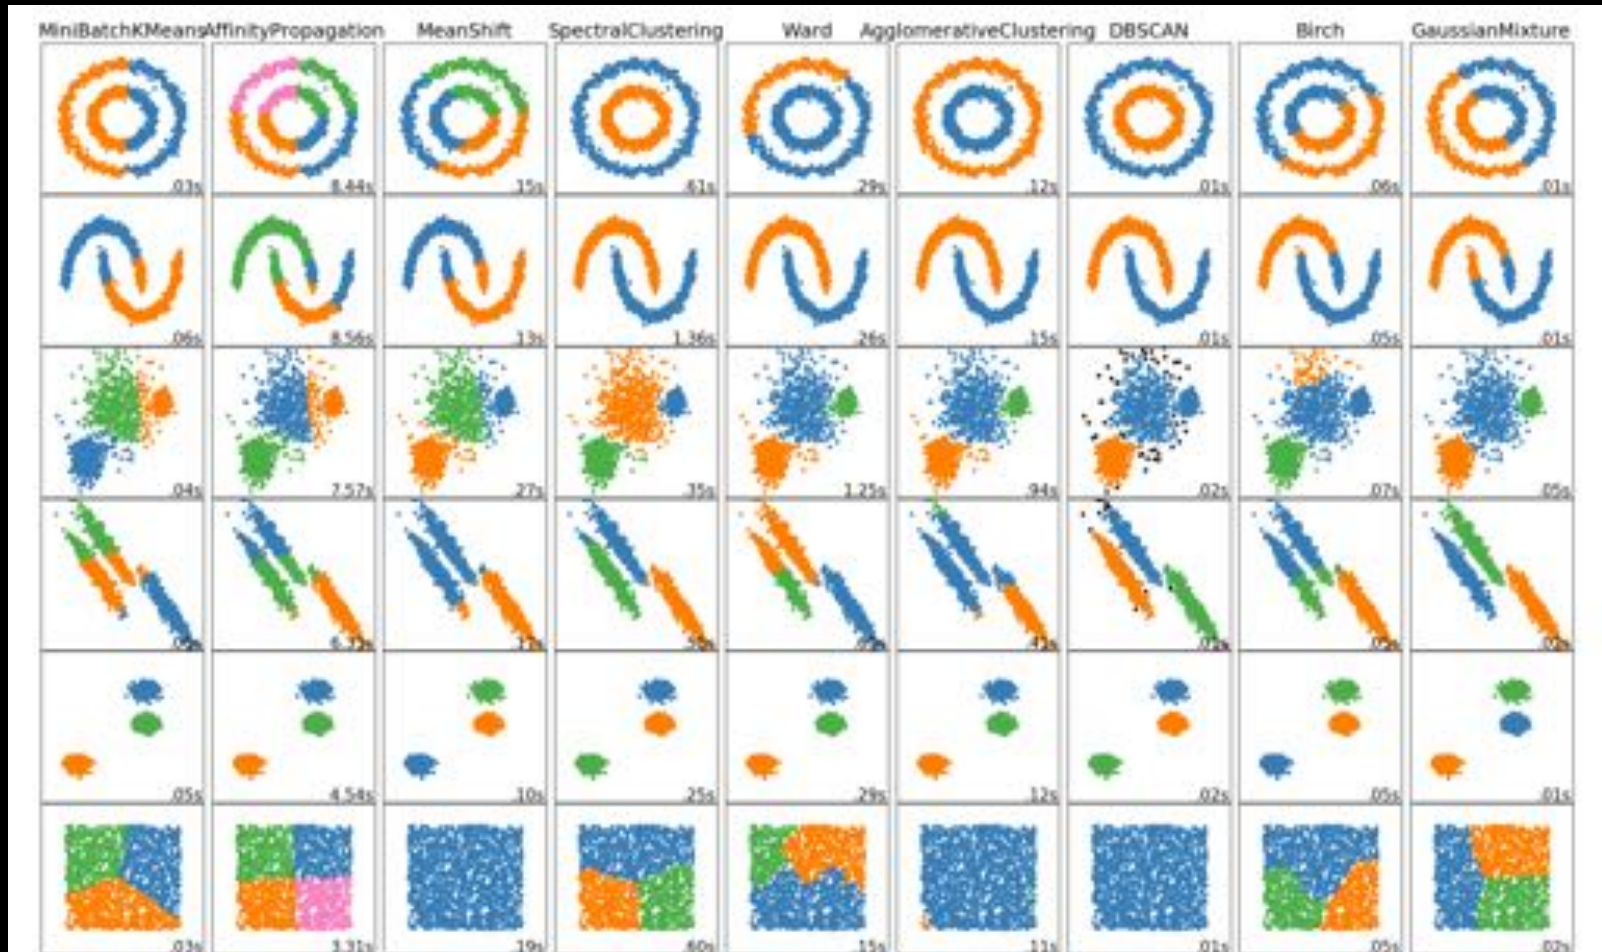 MiniBatchKMeans AffinityPropagation MeanShift SpectralClustering Ward AgglomerativeClustering DBSCAN Birch GaussianMixture
.03s 8.44s .15s .61s .29s .12s .01s .06s .01s
.06s 8.56s .13s 1.36s .26s .15s .01s .05s .01s
.04s 7.57s .27s .35s 1.25s .94s .02s .07s .05s
.05s 4.54s .10s .25s .29s .12s .02s .05s .01s
.03s 3.31s .19s .60s .15s .11s .01s .05s .02s